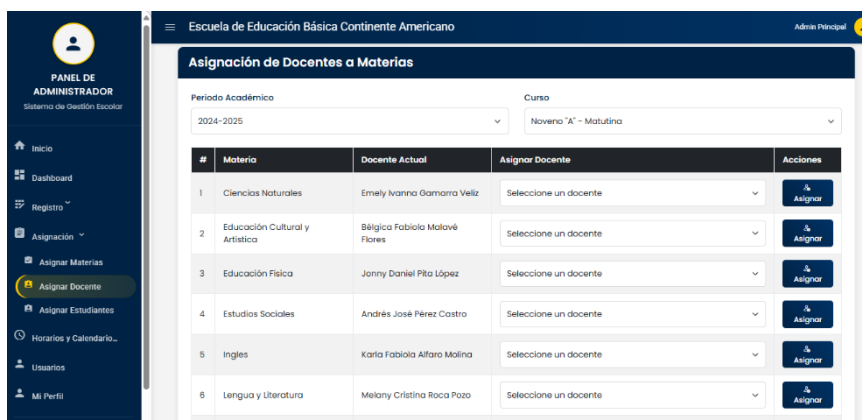 Escuela de Educación Básica Continente Americano
Admin Principal
PANEL DE
ADMINISTRADOR
Sistema de Gestión Escolar
Inicio
Dashboard
Registro
Asignación
Asignar Materias
Asignar Docente
Asignar Estudiantes
Horarios y Calendario...
Usuarios
Mi Perfil
Asignación de Docentes a Materias
Periodo Académico
Curso
2024-2025
Noveno "A" - Matutina
# Materia Docente Actual Asignar Docente Acciones
1 Ciencias Naturales Emely Ivanna Gamarra Veliz Seleccione un docente Asignar
2 Educación Cultural y Artística Bélgica Fabiola Malavé Flores Seleccione un docente Asignar
3 Educación Física Jonny Daniel Pita López Seleccione un docente Asignar
4 Estudios Sociales Andrés José Pérez Castro Seleccione un docente Asignar
5 Ingles Karla Fabiola Alfaro Molina Seleccione un docente Asignar
6 Lengua y Literatura Melany Cristina Roca Pozo Seleccione un docente Asignar